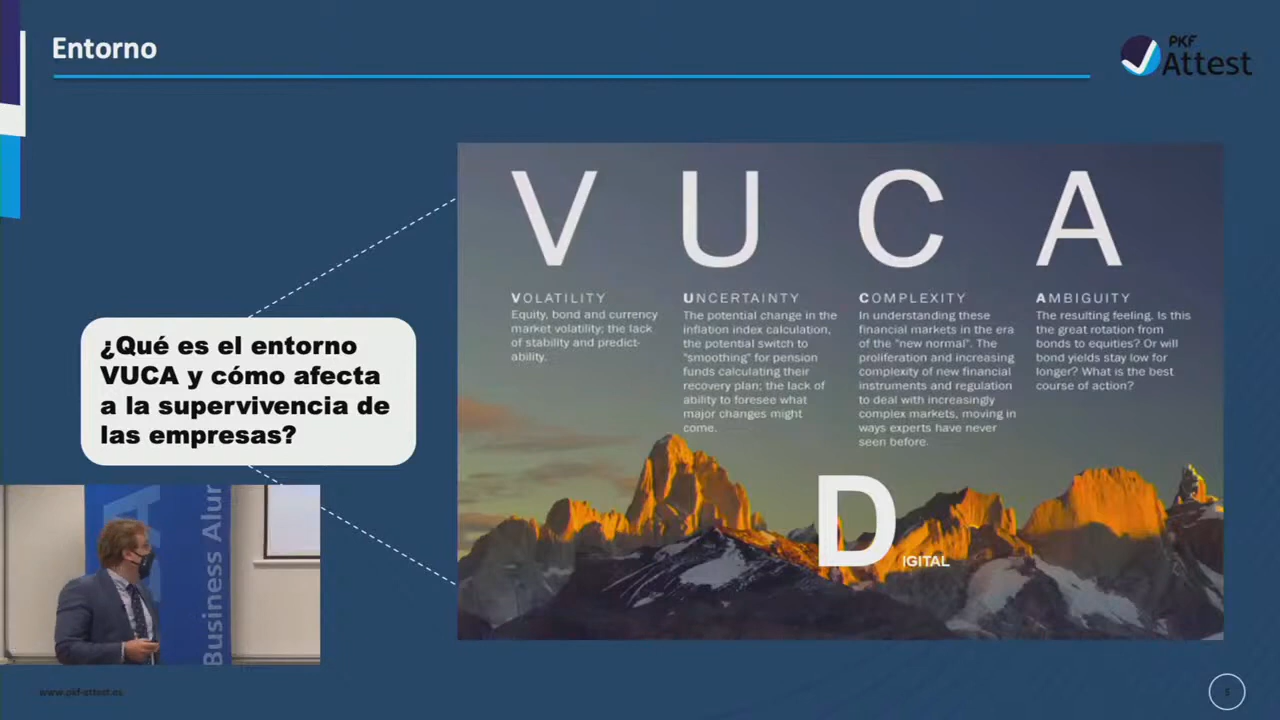 Entorno
PKF
Attest
V U C A
VOLATILITY
Equity, bond and currency
market volatility; the lack
of stability and predict-
ability.
UNCERTAINTY
The potential change in the
inflation index calculation,
the potential switch to
"smoothing" for pension
funds calculating their
recovery plan; the lack of
ability to foresee what
major changes might
come.
COMPLEXITY
In understanding these
financial markets in the era
of the "new normal". The
proliferation and increasing
complexity of new financial
instruments and regulation
to deal with increasingly
complex markets, moving in
ways experts have never
seen before.
AMBIGUITY
The resulting feeling. Is this
the great rotation from
bonds to equities? Or will
bond yields stay low for
longer? What is the best
course of action?
¿Qué es el entorno
VUCA y cómo afecta
a la supervivencia de
las empresas?
DIGITAL
Business Alur
www.pkf-attest.es
5